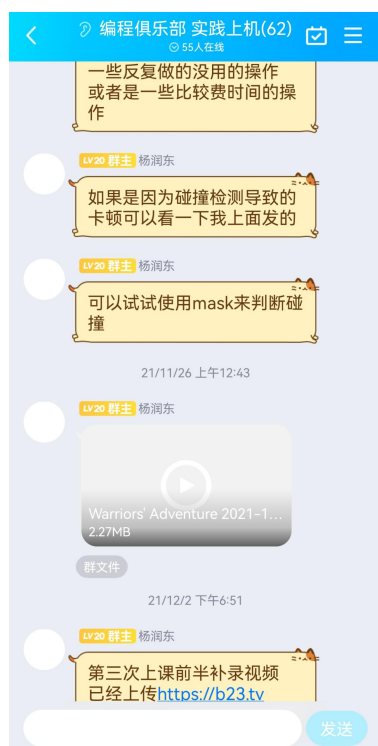 编程俱乐部 实践上机(62)
55人在线
一些反复做的没用的操作
或者是一些比较费时间的操
作
LV20 群主 杨润东
如果是因为碰撞检测导致的
卡顿可以看一下我上面发的
LV20 群主 杨润东
可以试试使用mask来判断碰
撞
21/11/26 上午12:43
LV20 群主 杨润东
Warriors' Adventure 2021-1...
2.27MB
群文件
21/12/2 下午6:51
LV20 群主 杨润东
第三次上课前半补录视频
已经上传https://b23.tv
发送